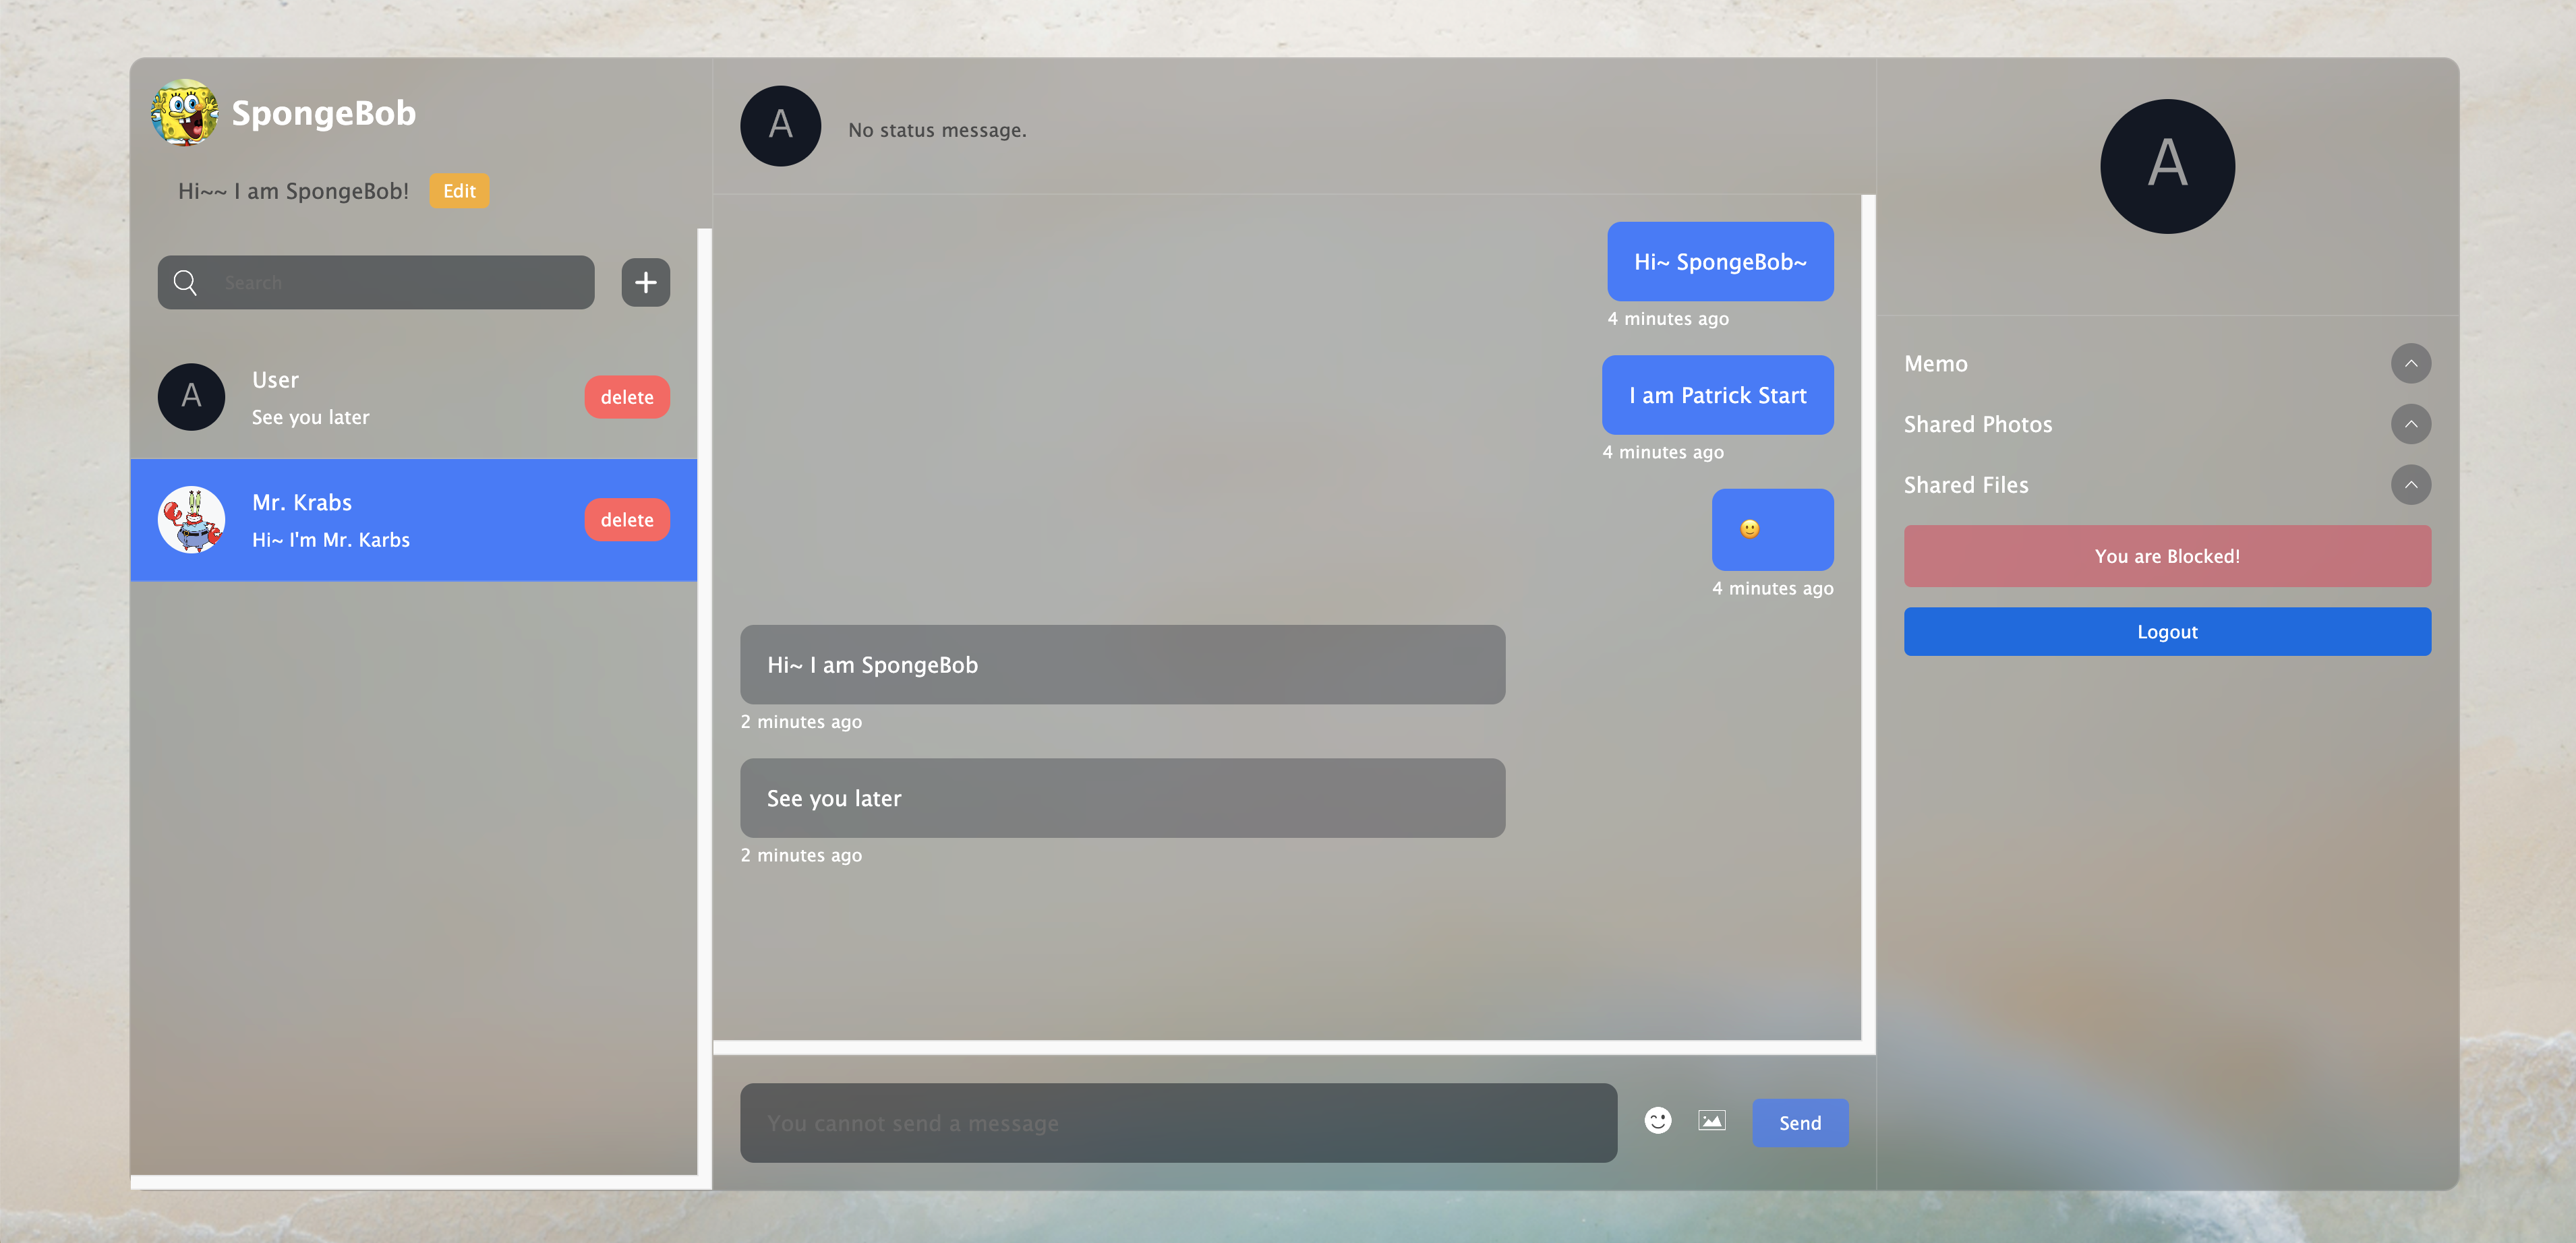 SpongeBob
Hi~~ I am SpongeBob!
Edit
Search
A
User
See you later
delete
Mr. Krabs
Hi~ I'm Mr. Karbs
delete
A
No status message.
Hi~ SpongeBob~
4 minutes ago
I am Patrick Start
4 minutes ago
🙂
4 minutes ago
Hi~ I am SpongeBob
2 minutes ago
See you later
2 minutes ago
You cannot send a message
Send
A
Memo
Shared Photos
Shared Files
You are Blocked!
Logout